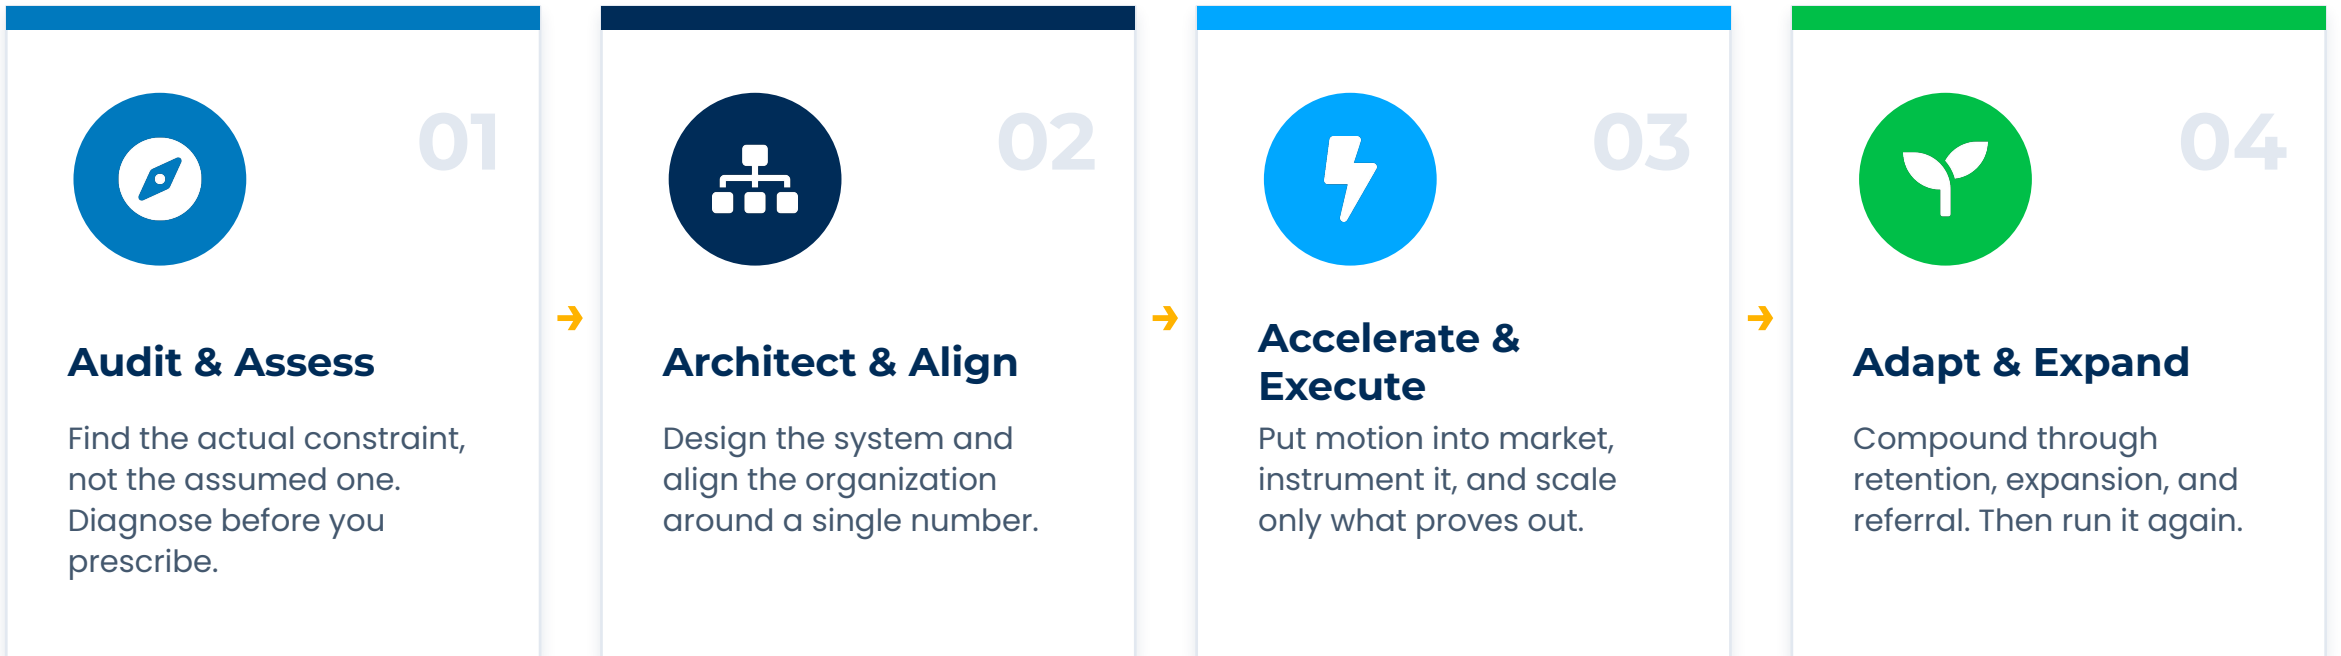 01
Audit & Assess
Find the actual constraint,
not the assumed one.
Diagnose before you
prescribe.
02
Architect & Align
Design the system and
align the organization
around a single number.
03
Accelerate &
Execute
Put motion into market,
instrument it, and scale
only what proves out.
04
Adapt & Expand
Compound through
retention, expansion, and
referral. Then run it again.